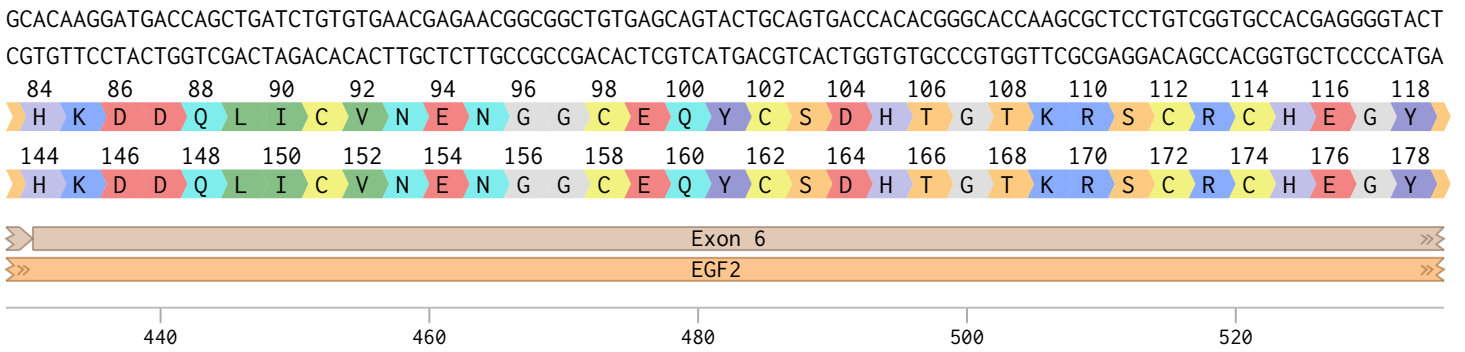 GCACAAGGATGACCAGCTGATCTGTGTGAACGAGAACGGCGGCTGTGAGCAGTACTGCAGTGACCACACGGGCACCAAGCGCTCCTGTCGGTGCCACGAGGGGTACT
CGTGTTCCTACTGGTCGACTAGACACACTTGCTCTTGCCGCCGACACTCGTCATGACGTCACTGGTGTGCCCGTGGTTCGCGAGGACAGCCACGGTGCTCCCCATGA
84 86 88 90 92 94 96 98 100 102 104 106 108 110 112 114 116 118
H K D D Q L I C V N E N G G C E Q Y C S D H T G T K R S C R C H E G Y
144 146 148 150 152 154 156 158 160 162 164 166 168 170 172 174 176 178
H K D D Q L I C V N E N G G C E Q Y C S D H T G T K R S C R C H E G Y
Exon 6
EGF2
440 460 480 500 520